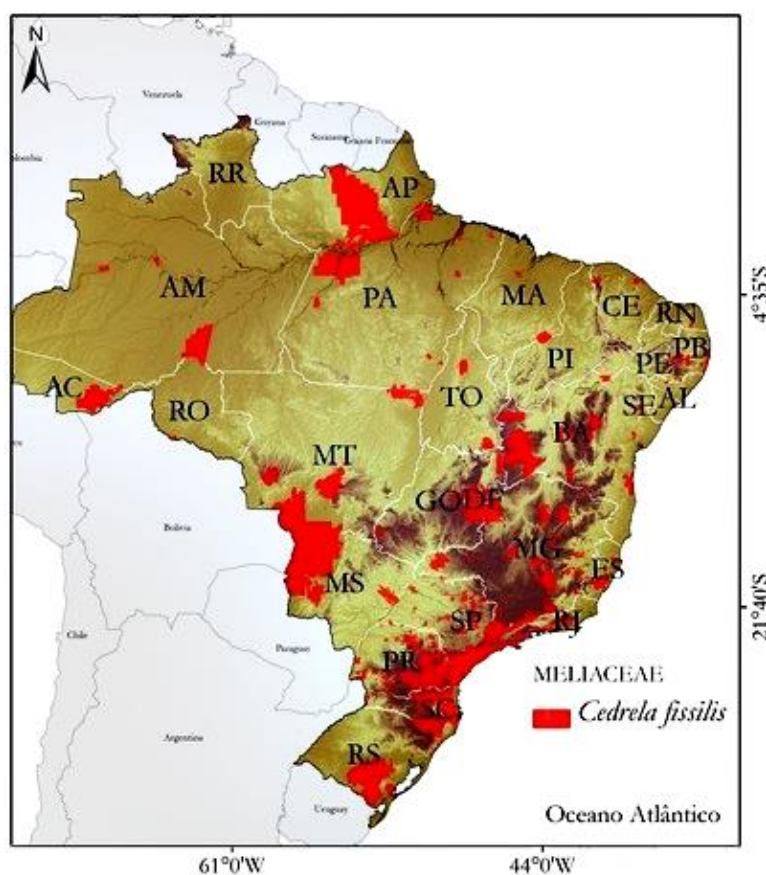 N
Venezuela
Guyana
Suriname
Guiana Francesa
Colombia
RR
AP
AM
PA
MA
CE
RN
4°35'S
PI
PE
PB
AC
RO
TO
SE
AL
BA
MT
GO
DF
Bolivia
MG
ES
MS
21°40'S
SP
RJ
Chile
Paraguay
PR
MELIACEAE
Cedrela fissilis
SC
Argentina
RS
Uruguay
Oceano Atlântico
61°0'W
44°0'W